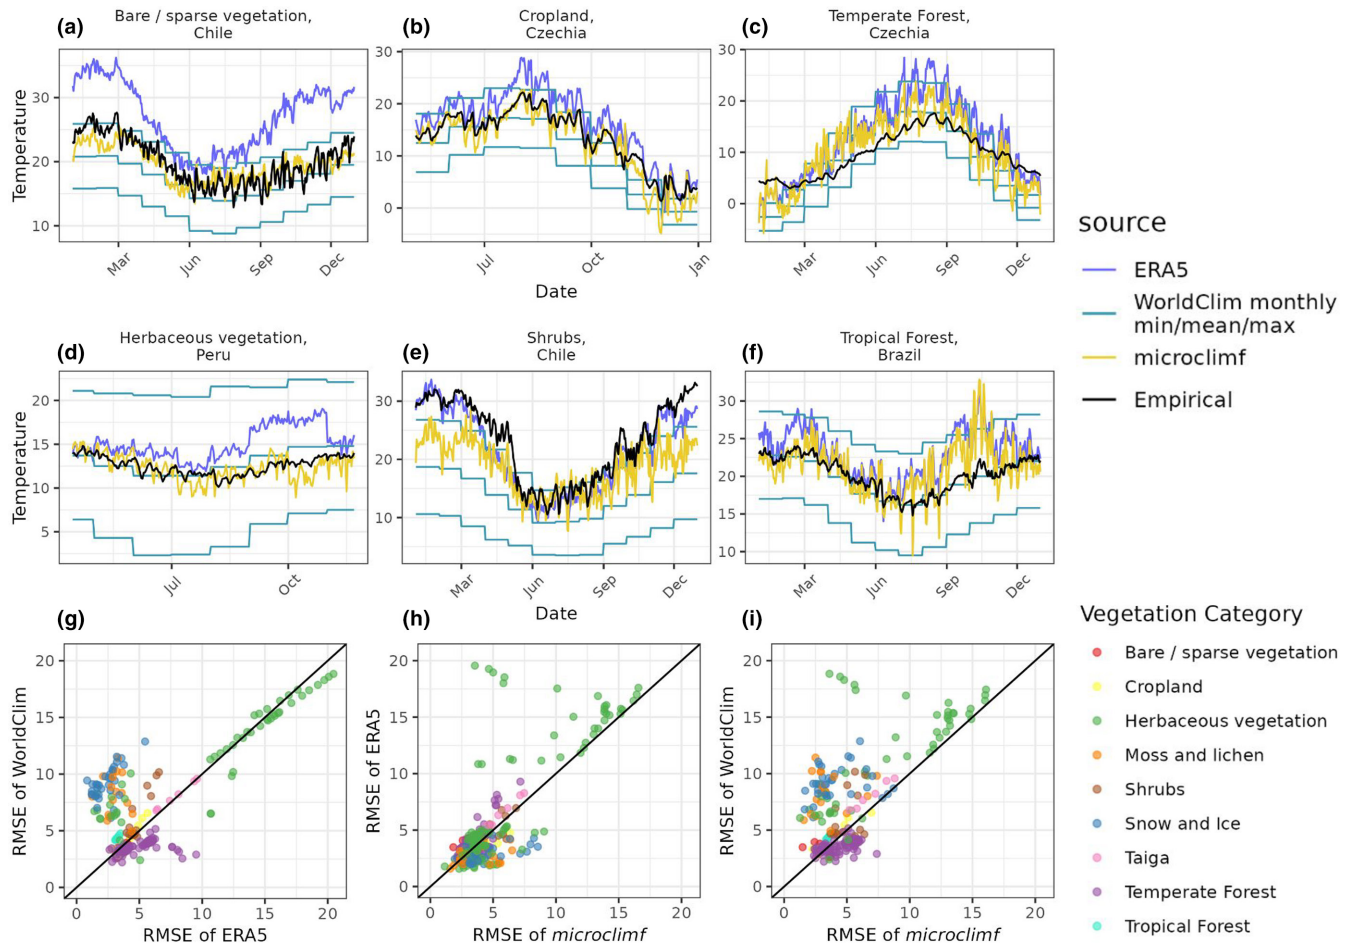 (a)
Bare / sparse vegetation,
Chile
(b)
Cropland,
Czechia
(c)
Temperate Forest,
Czechia
Temperature
30
20
10
Mar
Jun
Sep
Dec
30
20
10
0
Jul
Oct
Jan
Date
30
20
10
0
Mar
Jun
Sep
Dec
source
ERA5
WorldClim monthly
min/mean/max
microclimf
Empirical
(d)
Herbaceous vegetation,
Peru
(e)
Shrubs,
Chile
(f)
Tropical Forest,
Brazil
Temperature
20
15
10
5
Jul
Oct
30
20
10
Mar
Jun
Sep
Dec
Date
30
25
20
15
10
Mar
Jun
Sep
Dec
(g)
RMSE of WorldClim
20
15
10
5
0
0
5
10
15
20
RMSE of ERA5
(h)
RMSE of ERA5
20
15
10
5
0
0
5
10
15
20
RMSE of microclimf
(i)
RMSE of WorldClim
20
15
10
5
0
0
5
10
15
20
RMSE of microclimf
Vegetation Category
Bare / sparse vegetation
Cropland
Herbaceous vegetation
Moss and lichen
Shrubs
Snow and Ice
Taiga
Temperate Forest
Tropical Forest